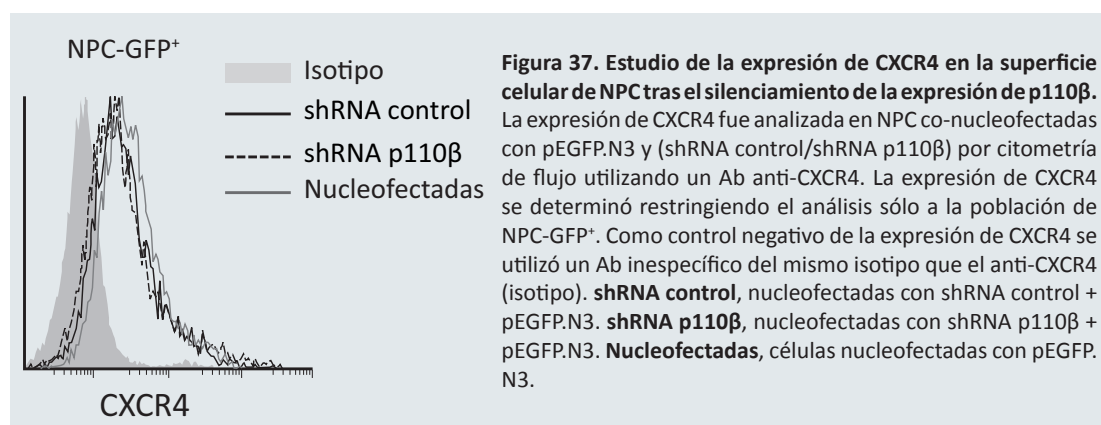 NPC-GFP⁺
Isotipo
shRNA control
shRNA p110β
Nucleofectadas
CXCR4
Figura 37. Estudio de la expresión de CXCR4 en la superficie
celular de NPC tras el silenciamiento de la expresión de p110β.
La expresión de CXCR4 fue analizada en NPC co-nucleofectadas
con pEGFP.N3 y (shRNA control/shRNA p110β) por citometría
de flujo utilizando un Ab anti-CXCR4. La expresión de CXCR4
se determinó restringiendo el análisis sólo a la población de
NPC-GFP⁺. Como control negativo de la expresión de CXCR4 se
utilizó un Ab inespecífico del mismo isotipo que el anti-CXCR4
(isotipo). shRNA control, nucleofectadas con shRNA control +
pEGFP.N3. shRNA p110β, nucleofectadas con shRNA p110β +
pEGFP.N3. Nucleofectadas, células nucleofectadas con pEGFP.
N3.